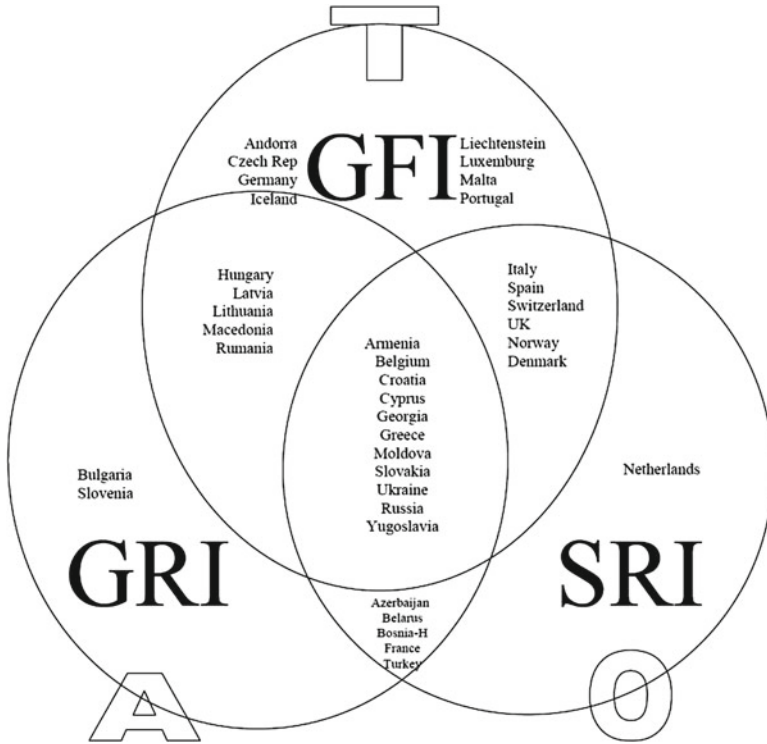 T
Andorra
Czech Rep
Germany
Iceland
GFI
Liechtenstein
Luxemburg
Malta
Portugal
Hungary
Latvia
Lithuania
Macedonia
Rumania
Italy
Spain
Switzerland
UK
Norway
Denmark
Armenia
Belgium
Croatia
Cyprus
Georgia
Greece
Moldova
Slovakia
Ukraine
Russia
Yugoslavia
Bulgaria
Slovenia
Netherlands
GRI
SRI
Azerbaijan
Belarus
Bosnia-H
France
Turkey
A
O